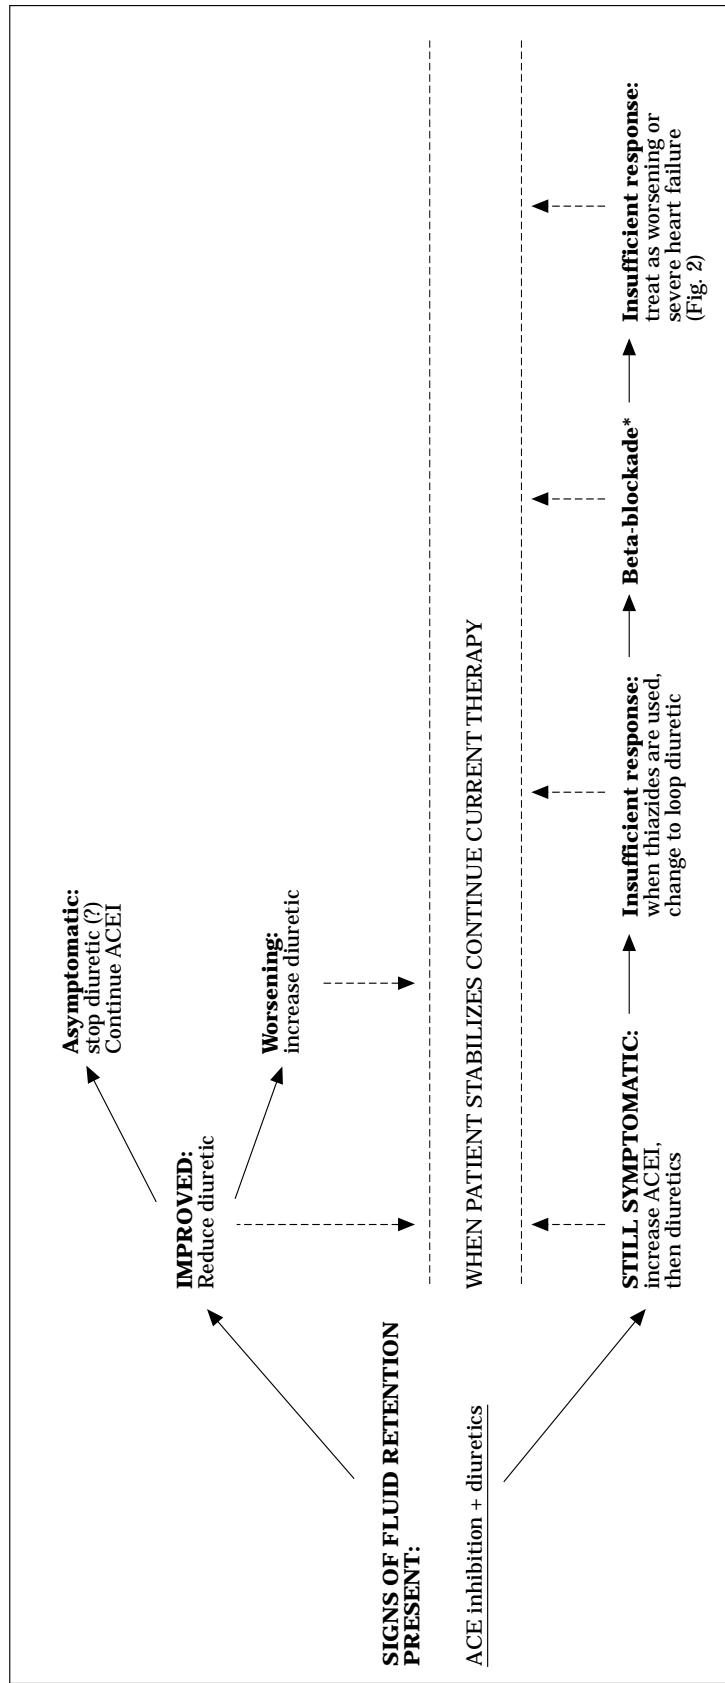 SIGNS OF FLUID RETENTION
PRESENT:
ACE inhibition + diuretics
IMPROVED:
Reduce diuretic
Asymptomatic:
stop diuretic (?)
Continue ACEI
Worsening:
increase diuretic
WHEN PATIENT STABILIZES CONTINUE CURRENT THERAPY
STILL SYMPTOMATIC:
increase ACEI,
then diuretics
Insufficient response:
when thiazides are used,
change to loop diuretic
Beta-blockade*
Insufficient response:
treat as worsening or
severe heart failure
(Fig. 2)